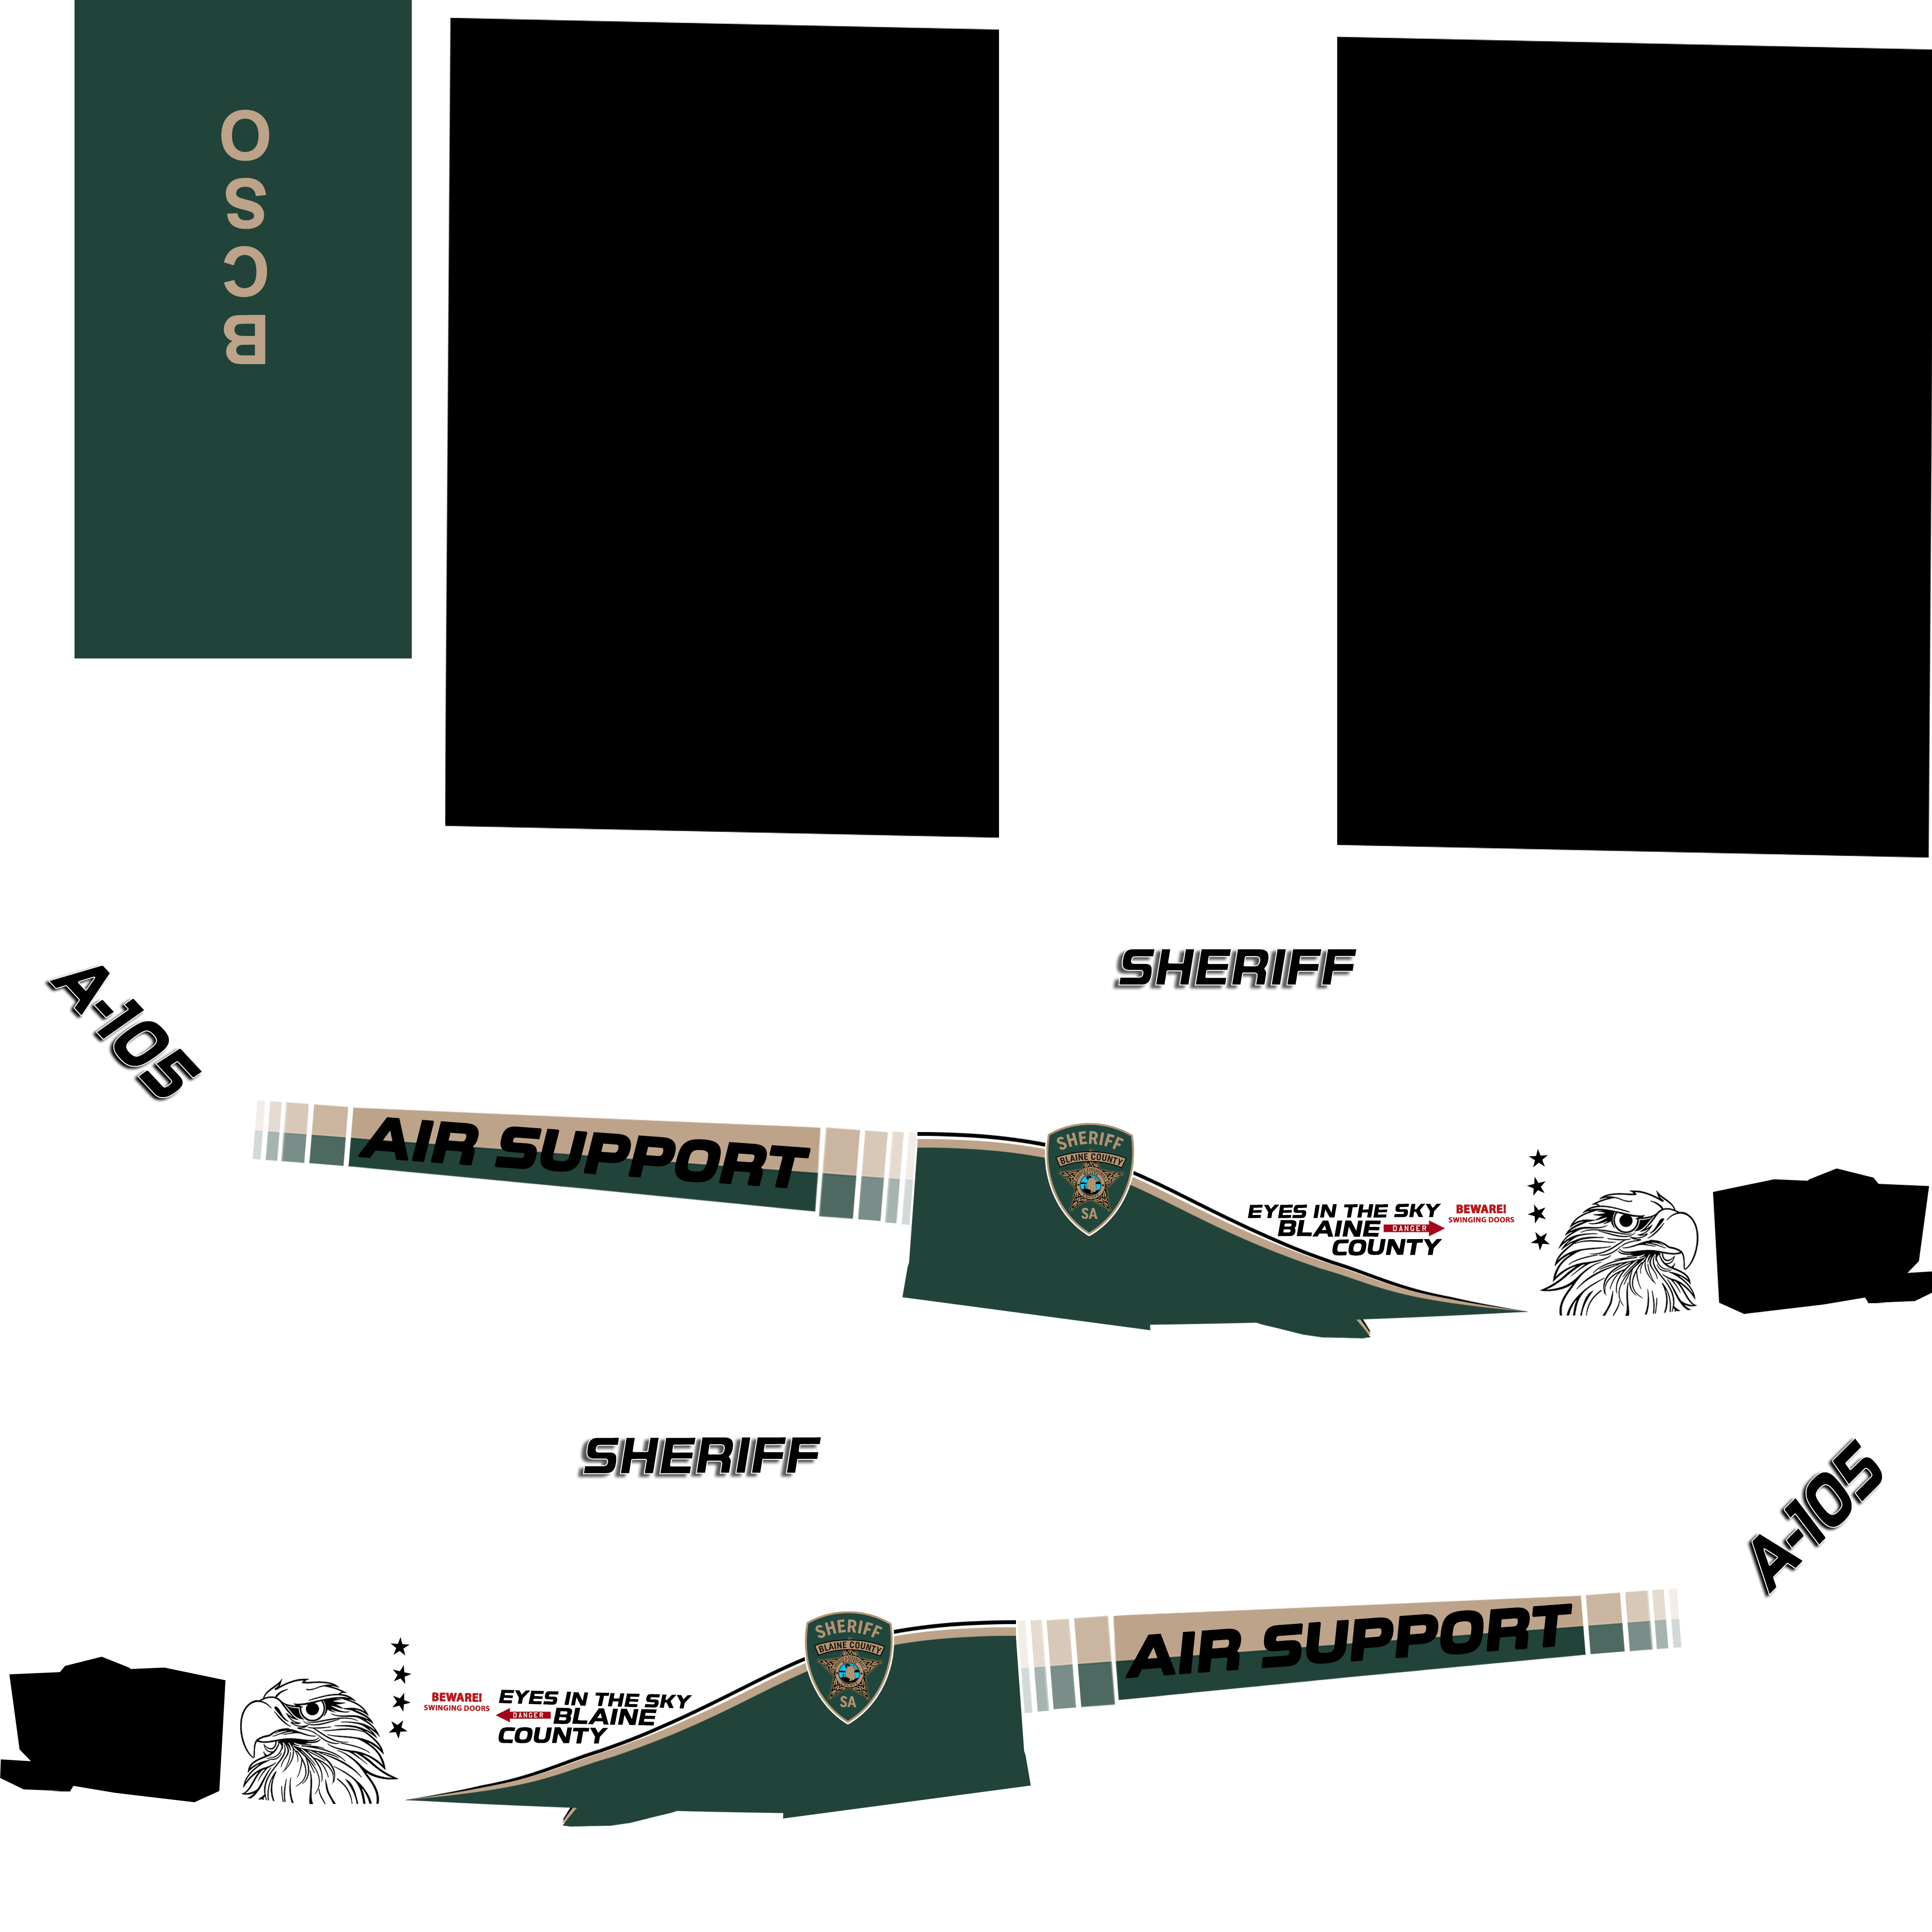 O
S
C
B
SHERIFF
A-105
AIR SUPPORT
SHERIFF
BLAINE COUNTY
SA
EYES IN THE SKY
BLAINE
COUNTY
DANGER
BEWARE!
SWINGING DOORS
SHERIFF
A-105
AIR SUPPORT
SHERIFF
BLAINE COUNTY
SA
BEWARE!
SWINGING DOORS
DANGER
EYES IN THE SKY
BLAINE
COUNTY